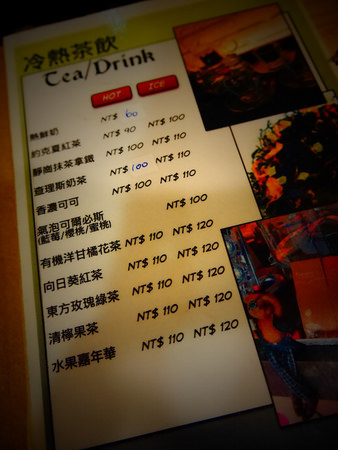 冷熱茶飲
Tea/Drink
HOT ICE
熱鮮奶 NT$ 60
約克夏紅茶 NT$ 90 NT$ 100
靜崗抹茶拿鐵 NT$ 100 NT$ 110
查理斯奶茶 NT$ 100 NT$ 110
香濃可可 NT$ 100 NT$ 110
氣泡可爾必斯 NT$ 100
(藍莓/櫻桃/蜜桃)
有機洋甘橘花茶 NT$ 110 NT$ 120
向日葵紅茶 NT$ 110 NT$ 120
東方玫瑰綠茶 NT$ 110 NT$ 120
清檸果茶 NT$ 110 NT$ 120
水果嘉年華 NT$ 110 NT$ 120